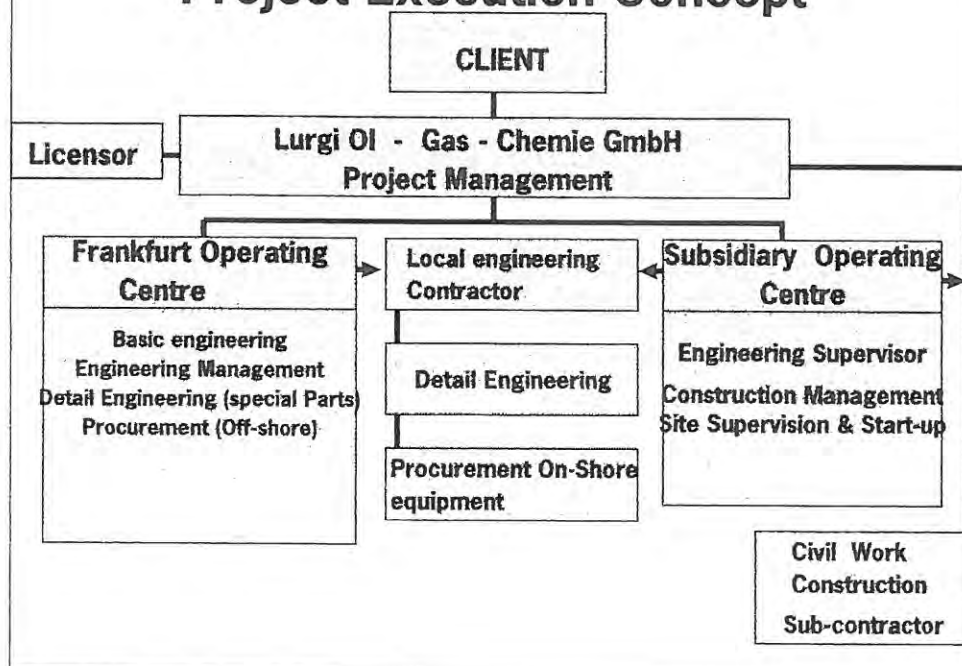 Project Execution Concept
CLIENT
Licensor
Lurgi Ol - Gas - Chemie GmbH
Project Management
Frankfurt Operating
Centre
Basic engineering
Engineering Management
Detail Engineering (special Parts)
Procurement (Off-shore)
Local engineering
Contractor
Detail Engineering
Procurement On-Shore
equipment
Subsidiary Operating
Centre
Engineering Supervisor
Construction Management
Site Supervision & Start-up
Civil Work
Construction
Sub-contractor